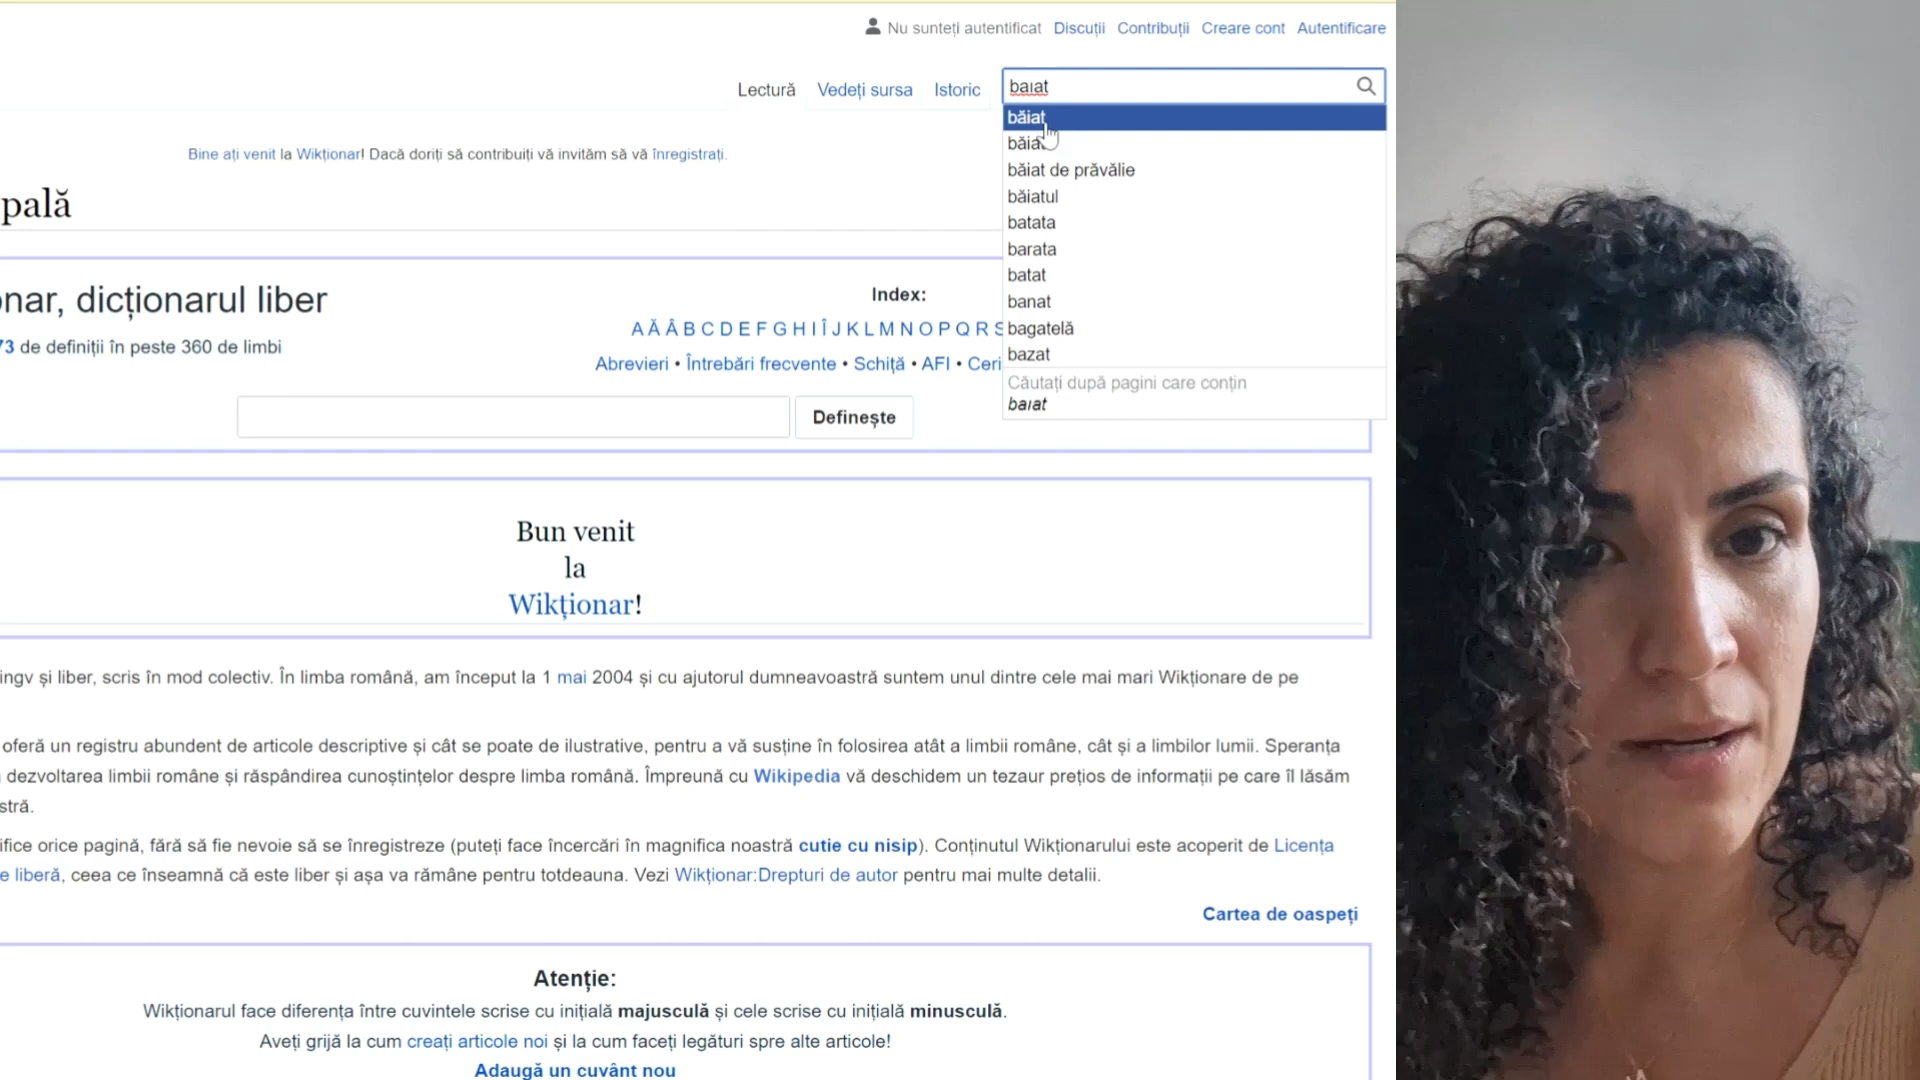 Nu sunteți autentificat Discuții Contribuții Creare cont Autentificare
Lectură Vedeți sursa Istoric baıat
băiat
Bine ați venit la Wikționar! Dacă doriți să contribuiți vă invităm să vă înregistrați.
băiat de prăvălie
băiatul
pală
batata
barata
batat
banat
bagatelă
bazat
Căutați după pagini care conțin
baıat
onar, dicționarul liber
73 de definiții în peste 360 de limbi
Index:
A Ă Â B C D E F G H I Î J K L M N O P Q R S
Abrevieri • Întrebări frecvente • Schiță • AFI • Ceri
Definește
Bun venit
la
Wikționar!
ingv și liber, scris în mod colectiv. În limba română, am început la 1 mai 2004 și cu ajutorul dumneavoastră suntem unul dintre cele mai mari Wikționare de pe
oferă un registru abundent de articole descriptive și cât se poate de ilustrative, pentru a vă susține în folosirea atât a limbii române, cât și a limbilor lumii. Speranța
dezvoltarea limbii române și răspândirea cunoștințelor despre limba română. Împreună cu Wikipedia vă deschidem un tezaur prețios de informații pe care îl lăsăm
stră.
ifice orice pagină, fără să fie nevoie să se înregistreze (puteți face încercări în magnifica noastră cutie cu nisip). Conținutul Wikționarului este acoperit de Licența
e liberă, ceea ce înseamnă că este liber și așa va rămâne pentru totdeauna. Vezi Wikționar:Drepturi de autor pentru mai multe detalii.
Cartea de oaspeți
Atenție:
Wikționarul face diferența între cuvintele scrise cu inițială majusculă și cele scrise cu inițială minusculă.
Aveți grijă la cum creați articole noi și la cum faceți legături spre alte articole!
Adaugă un cuvânt nou